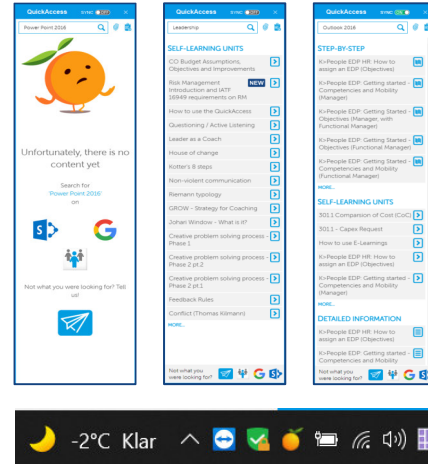 QuickAccess SYNC OFF ×
Power Point 2016
Unfortunately, there is no
content yet
Search for
'Power Point 2016'
on
Not what you were looking for? Tell
us!
QuickAccess SYNC OFF ×
Leadership
SELF-LEARNING UNITS
CO Budget Assumptions,
Objectives and Improvements
Risk Management NEW
Introduction and IATF
16949 requirements on RM
How to use the QuickAccess
Questioning / Active Listening
Leader as a Coach
House of change
Kotter's 8 steps
Non-violent communication
Riemann typology
GROW - Strategy for Coaching
Johari Window - What is it?
Creative problem solving process -
Phase 1
Creative problem solving process -
Phase 2 pt.2
Creative problem solving process -
Phase 2 pt.1
Feedback Rules
Conflict (Thomas Kilmann)
MORE...
Not what you
were looking for?
QuickAccess SYNC ON ×
Outlook 2016
STEP-BY-STEP
K>People EDP HR: How to
assign an EDP (Objectives)
K>People EDP: Getting started -
Competencies and Mobility
(Manager)
K>People EDP: Getting Started -
Objectives (Manager, with
Functional Manager)
K>People EDP: Getting Started -
Objectives (Functional Manager)
K>People EDP: Getting started -
Competencies and Mobility
(Functional Manager)
MORE...
SELF-LEARNING UNITS
301.1 Comparison of Cost (CoC)
301.1 - Capex Request
How to use E-Learnings
K>People EDP HR: How to
assign an EDP (Objectives)
K>People EDP: Getting started -
Competencies and Mobility
(Manager)
MORE...
DETAILED INFORMATION
K>People EDP HR: How to
assign an EDP (Objectives)
K>People EDP: Getting started -
Competencies and Mobility
Not what you
were looking for?
-2°C Klar